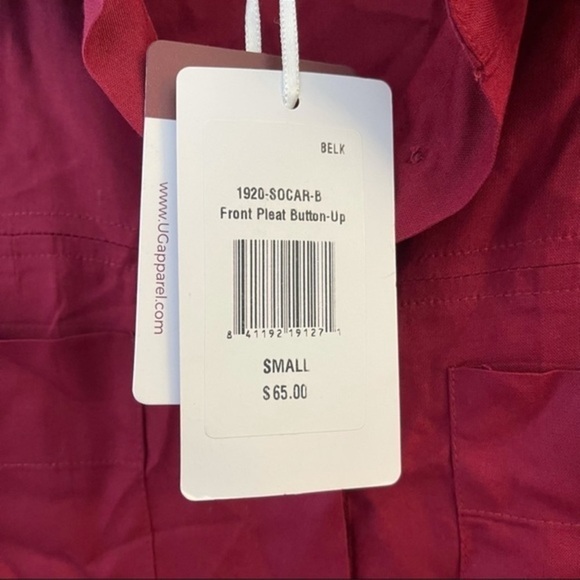 BELK
1920-SOCAR-B
Front Pleat Button-Up
8 41192 19127 1
SMALL
$65.00
www.UGapparel.com